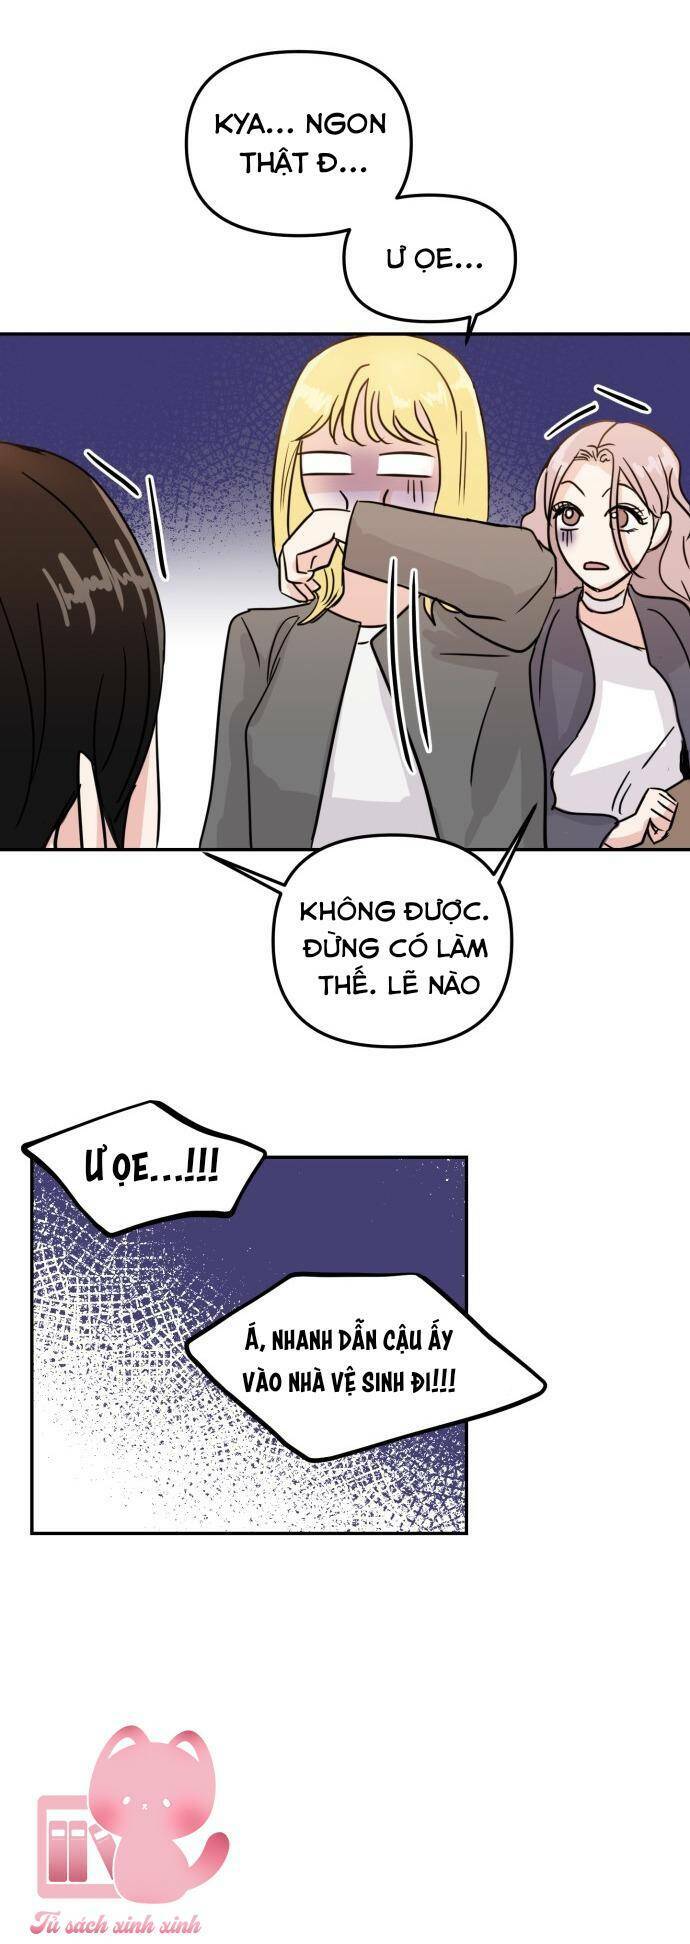 KYA... NGON
THẬT Đ...
Ư ỌE...
KHÔNG ĐƯỢC.
ĐỪNG CÓ LÀM
THẾ. LẼ NÀO
Ư ỌE...!!!
Á, NHANH DẪN CẬU ẤY
VÀO NHÀ VỆ SINH ĐI!!!
Tủ sách xinh xinh